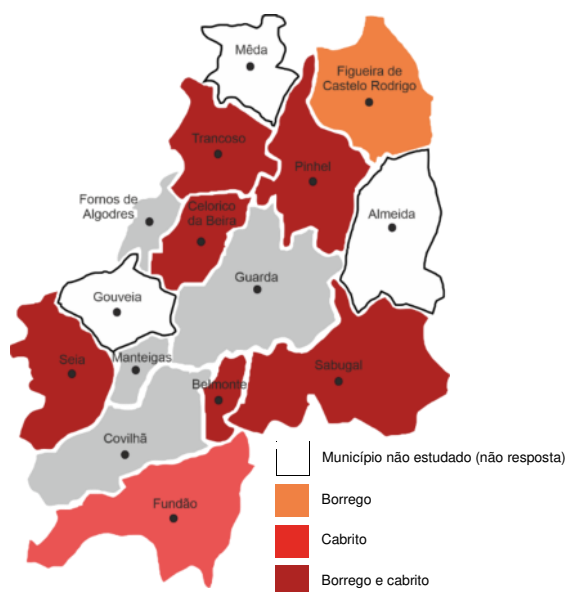 Mêda
Figueira de
Castelo Rodrigo
Trancoso
Pinhel
Fornos de
Algodres
Celorico
da Beira
Almeida
Guarda
Gouveia
Seia
Manteigas
Sabugal
Belmonte
Covilhã
Município não estudado (não resposta)
Borrego
Fundão
Cabrito
Borrego e cabrito